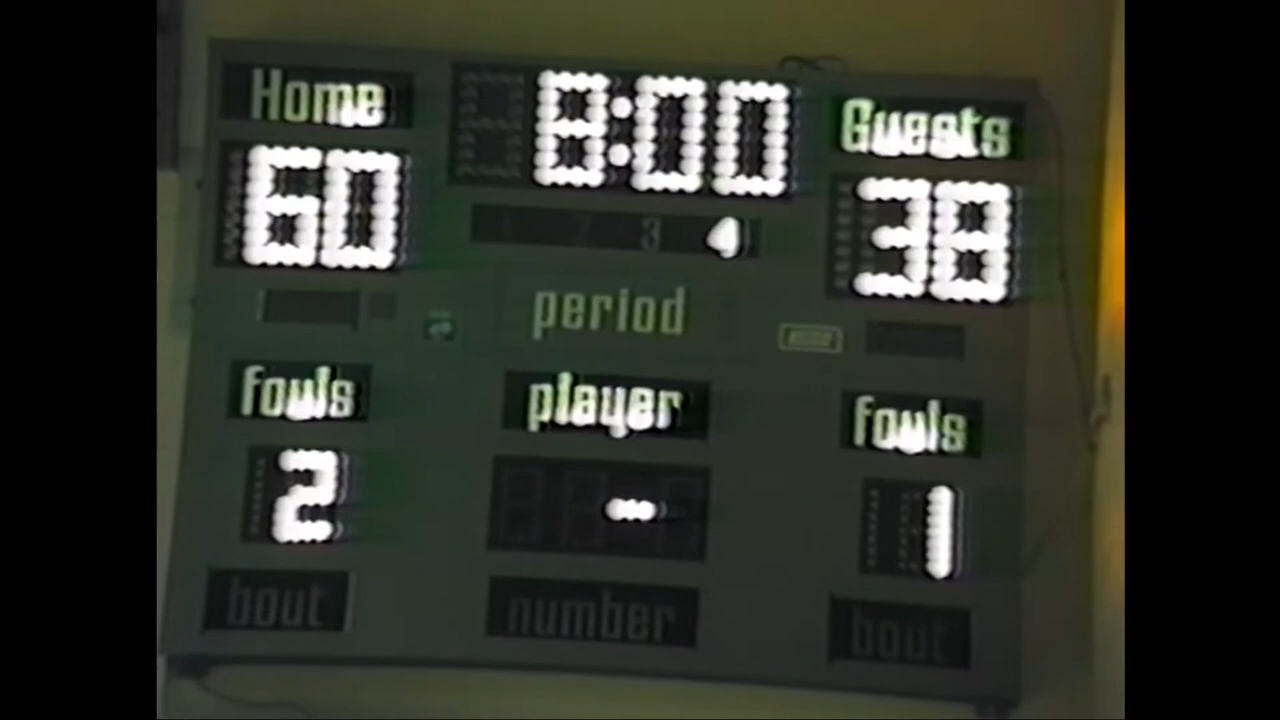 Home 8:00 Guests
60 38
1 2 3 4
period
fouls player fouls
2 - 1
bout number bout